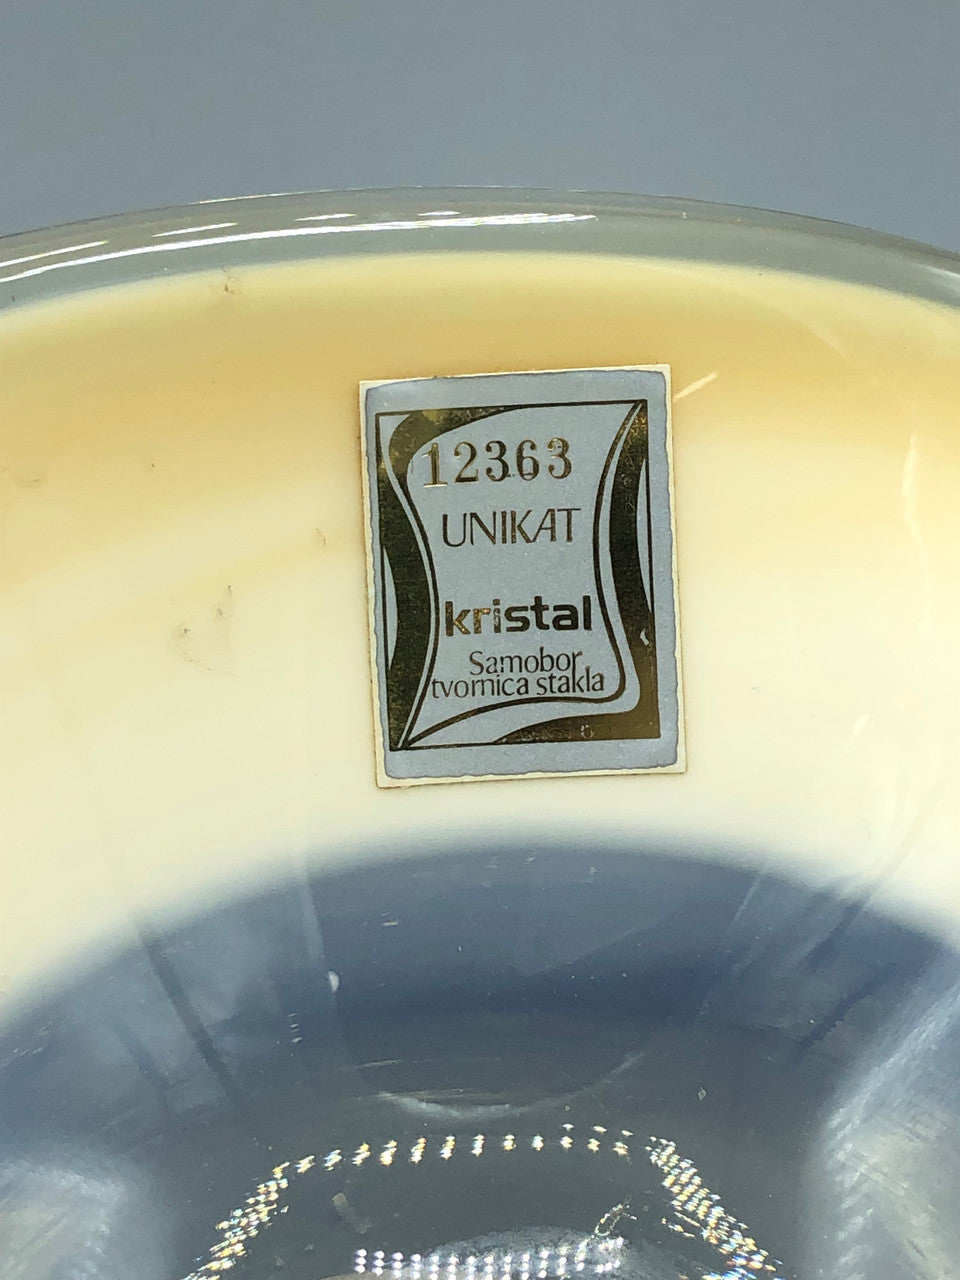 12363
UNIKAT
kristal
Samobor,
tvornica stakla